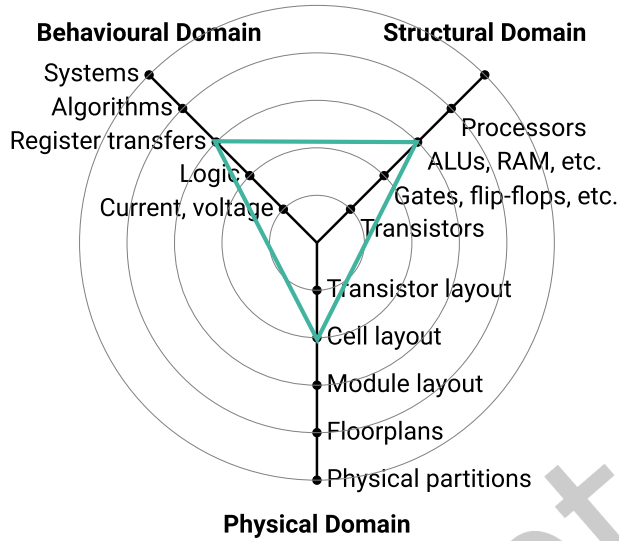 Behavioural Domain
Structural Domain
Systems
Algorithms
Register transfers
Logic
Current, voltage
Processors
ALUs, RAM, etc.
Gates, flip-flops, etc.
Transistors
Transistor layout
Cell layout
Module layout
Floorplans
Physical partitions
Physical Domain